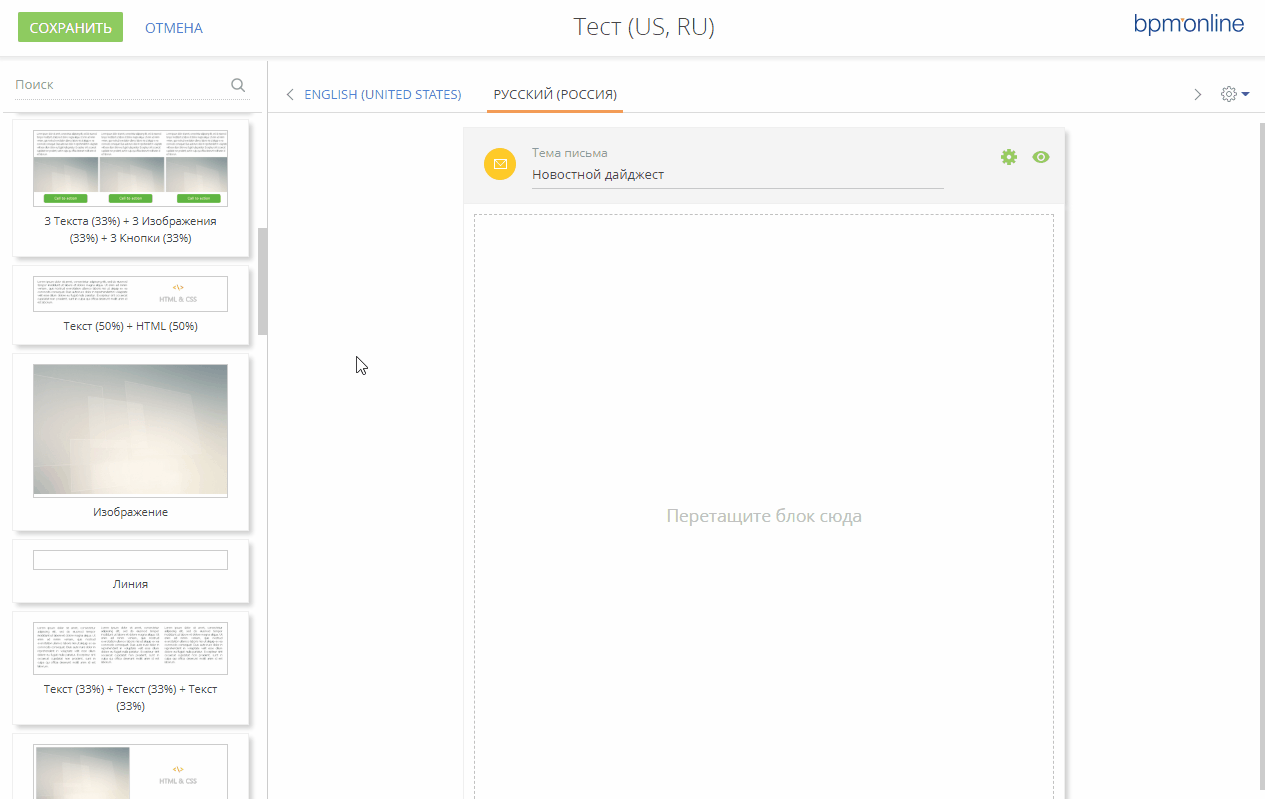 СОХРАНИТЬ
ОТМЕНА
Тест (US, RU)
bpm'online
Поиск
ENGLISH (UNITED STATES)
РУССКИЙ (РОССИЯ)
Call to action
Call to action
Call to action
3 Текста (33%) + 3 Изображения
(33%) + 3 Кнопки (33%)
</>
HTML & CSS
Текст (50%) + HTML (50%)
Изображение
Линия
Текст (33%) + Текст (33%) + Текст
(33%)
</>
HTML & CSS
Тема письма
Новостной дайджест
Перетащите блок сюда